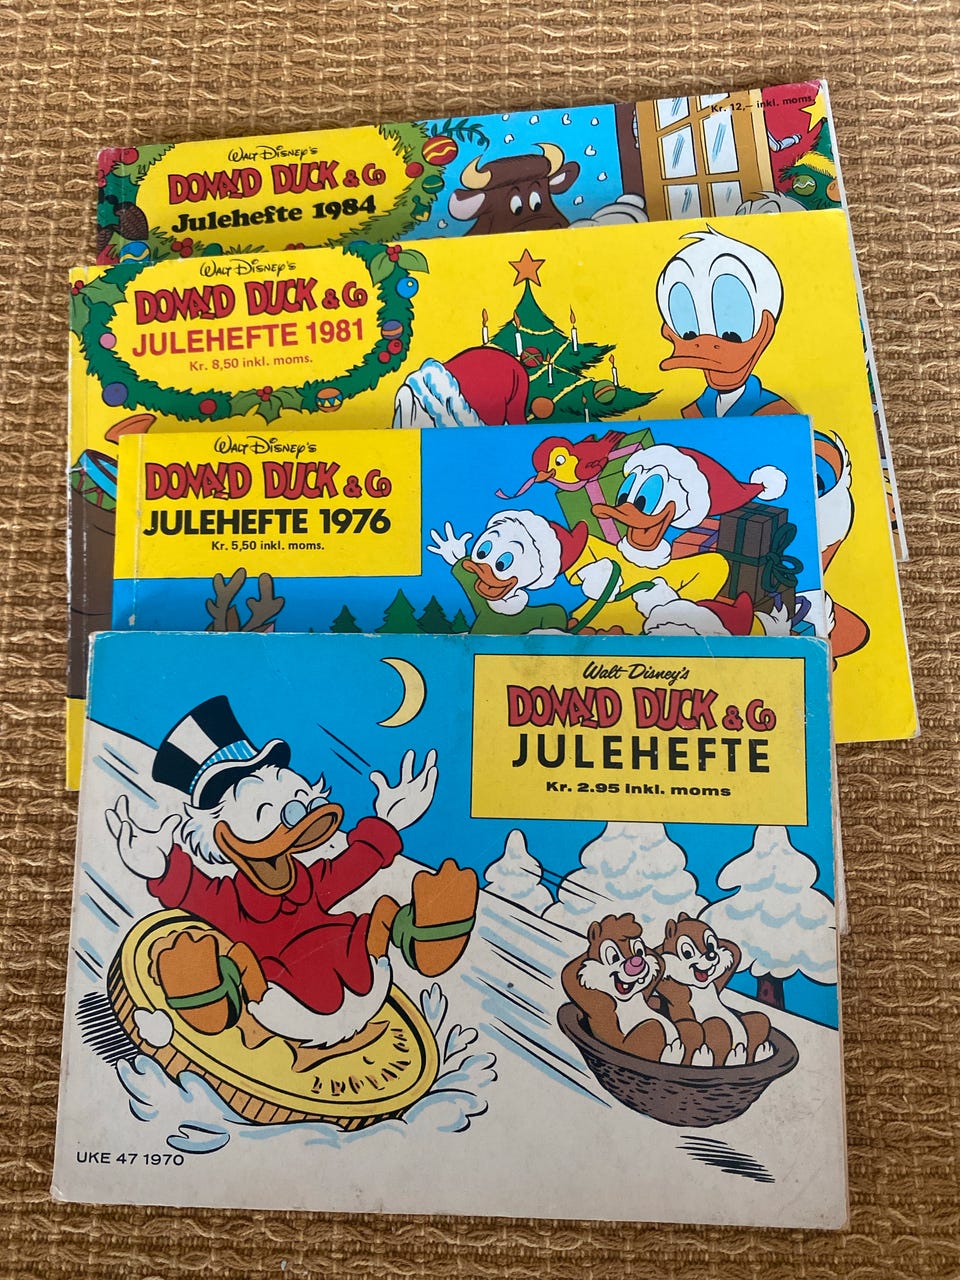 Kr. 12,– inkl. moms.
Walt Disney's
DONALD DUCK & Co
Julehefte 1984
Walt Disney's
DONALD DUCK & Co
JULEHEFTE 1981
Kr. 8,50 inkl. moms.
Walt Disney's
DONALD DUCK & Co
JULEHEFTE 1976
Kr. 5,50 inkl. moms.
Walt Disney's
DONALD DUCK & Co
JULEHEFTE
Kr. 2.95 inkl. moms
UKE 47 1970